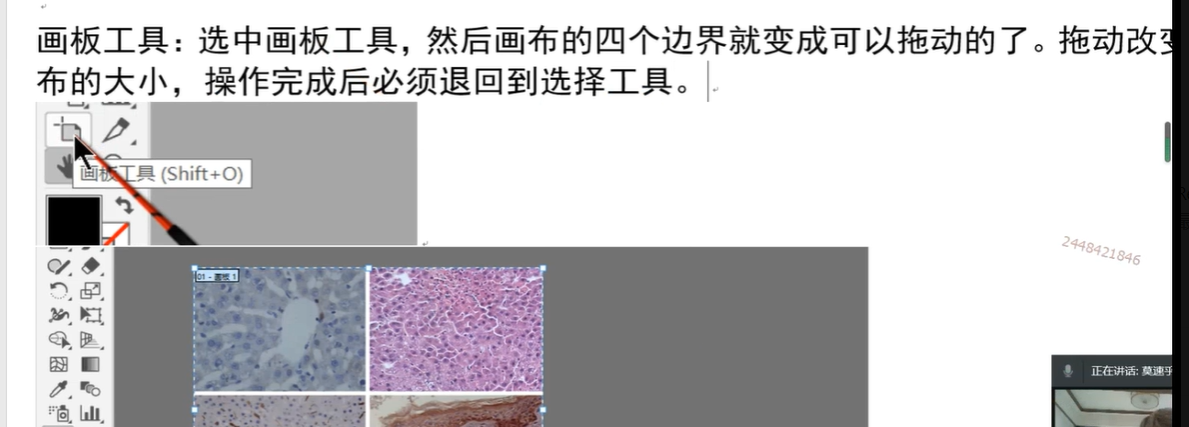 画板工具：选中画板工具，然后画布的四个边界就变成可以拖动的了。拖动改变
布的大小，操作完成后必须退回到选择工具。
画板工具 (Shift+O)
2448421846
01 - 画板 1
正在讲话: 莫速乎